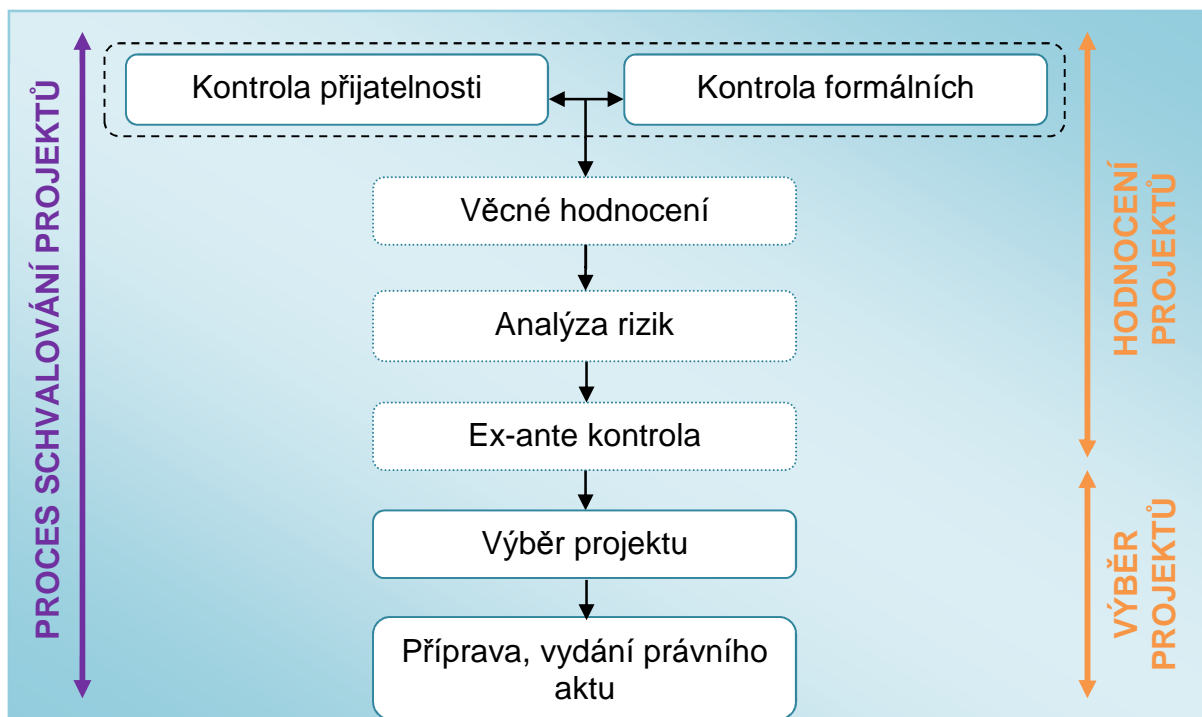 PROCES SCHVALOVÁNÍ PROJEKTŮ
Kontrola přijatelnosti
Kontrola formálních
Věcné hodnocení
Analýza rizik
Ex-ante kontrola
Výběr projektu
Příprava, vydání právního
aktu
HODNOCENÍ
PROJEKTŮ
VÝBĚR
PROJEKTŮ